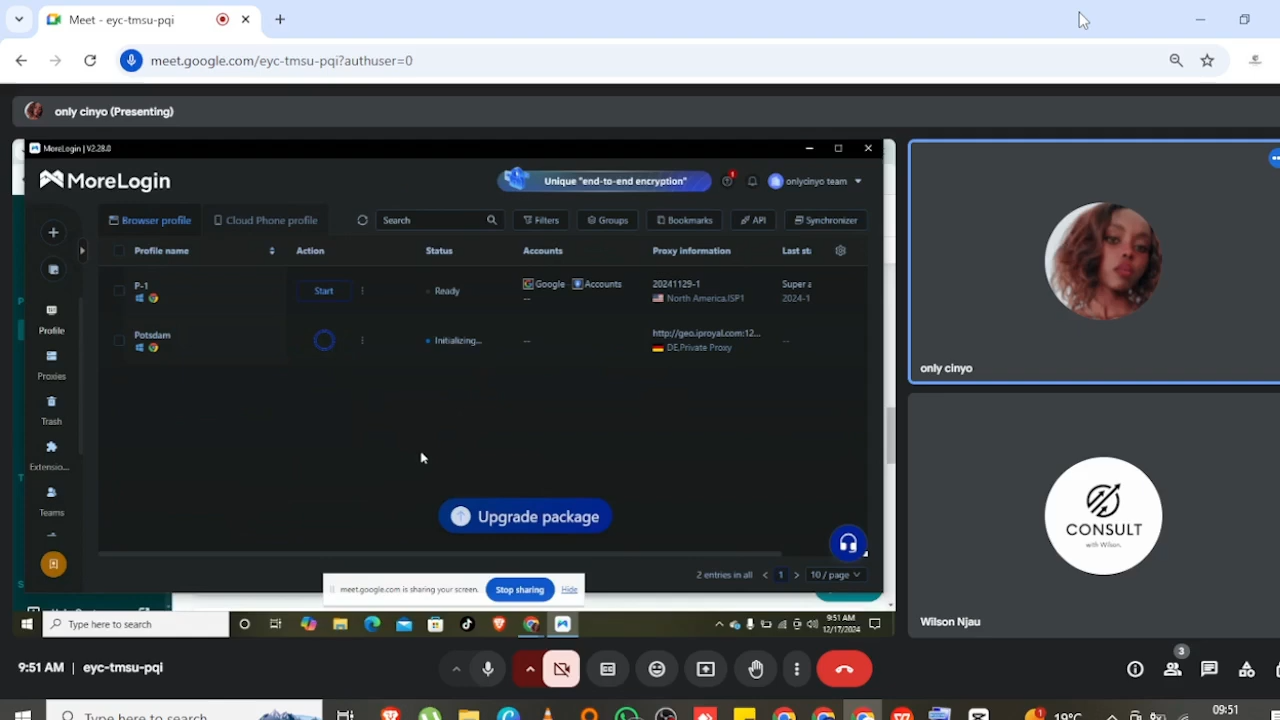 Meet - eyc-tmsu-pqi
meet.google.com/eyc-tmsu-pqi?authuser=0
only cinyo (Presenting)
MoreLogin | V2.28.0
MoreLogin
Unique "end-to-end encryption"
1
onlycinyo team
Browser profile
Cloud Phone profile
Search
Filters
Groups
Bookmarks
API
Synchronizer
Profile name
Action
Status
Accounts
Proxy information
Last st
P-1
Start
Ready
Google
Accounts
--
20241129-1
North America.ISP1
Super a
2024-1
Potsdam
Initializing...
--
http://geo.iproyal.com:12...
DE,Private Proxy
--
Profile
Proxies
Trash
Extensio...
Teams
Upgrade package
2 entries in all
1
10 / page
meet.google.com is sharing your screen.
Stop sharing
Hide
Type here to search
9:51 AM
12/17/2024
only cinyo
CONSULT
with Wilson.
Wilson Njau
9:51 AM | eyc-tmsu-pqi
3
Type here to search
19°C
09:51